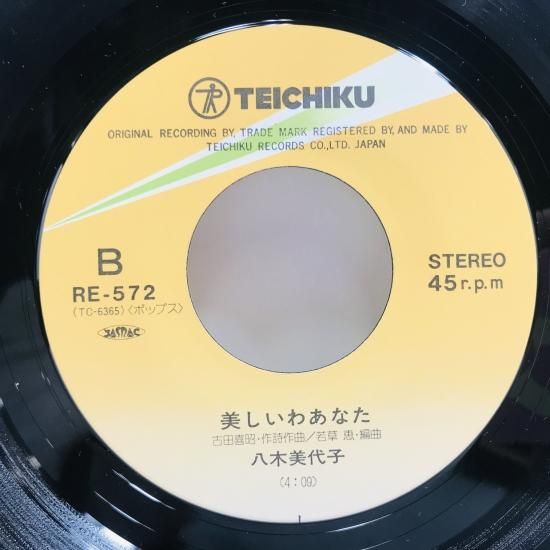 TEICHIKU
ORIGINAL RECORDING BY, TRADE MARK REGISTERED BY, AND MADE BY
TEICHIKU RECORDS CO., LTD. JAPAN
B
RE-572
(TC-6365)〈ポップス〉
JASRAC
STEREO
45 r.p.m
美しいわあなた
古田喜昭・作詩作曲/若草 恵・編曲
八木美代子
(4:09)